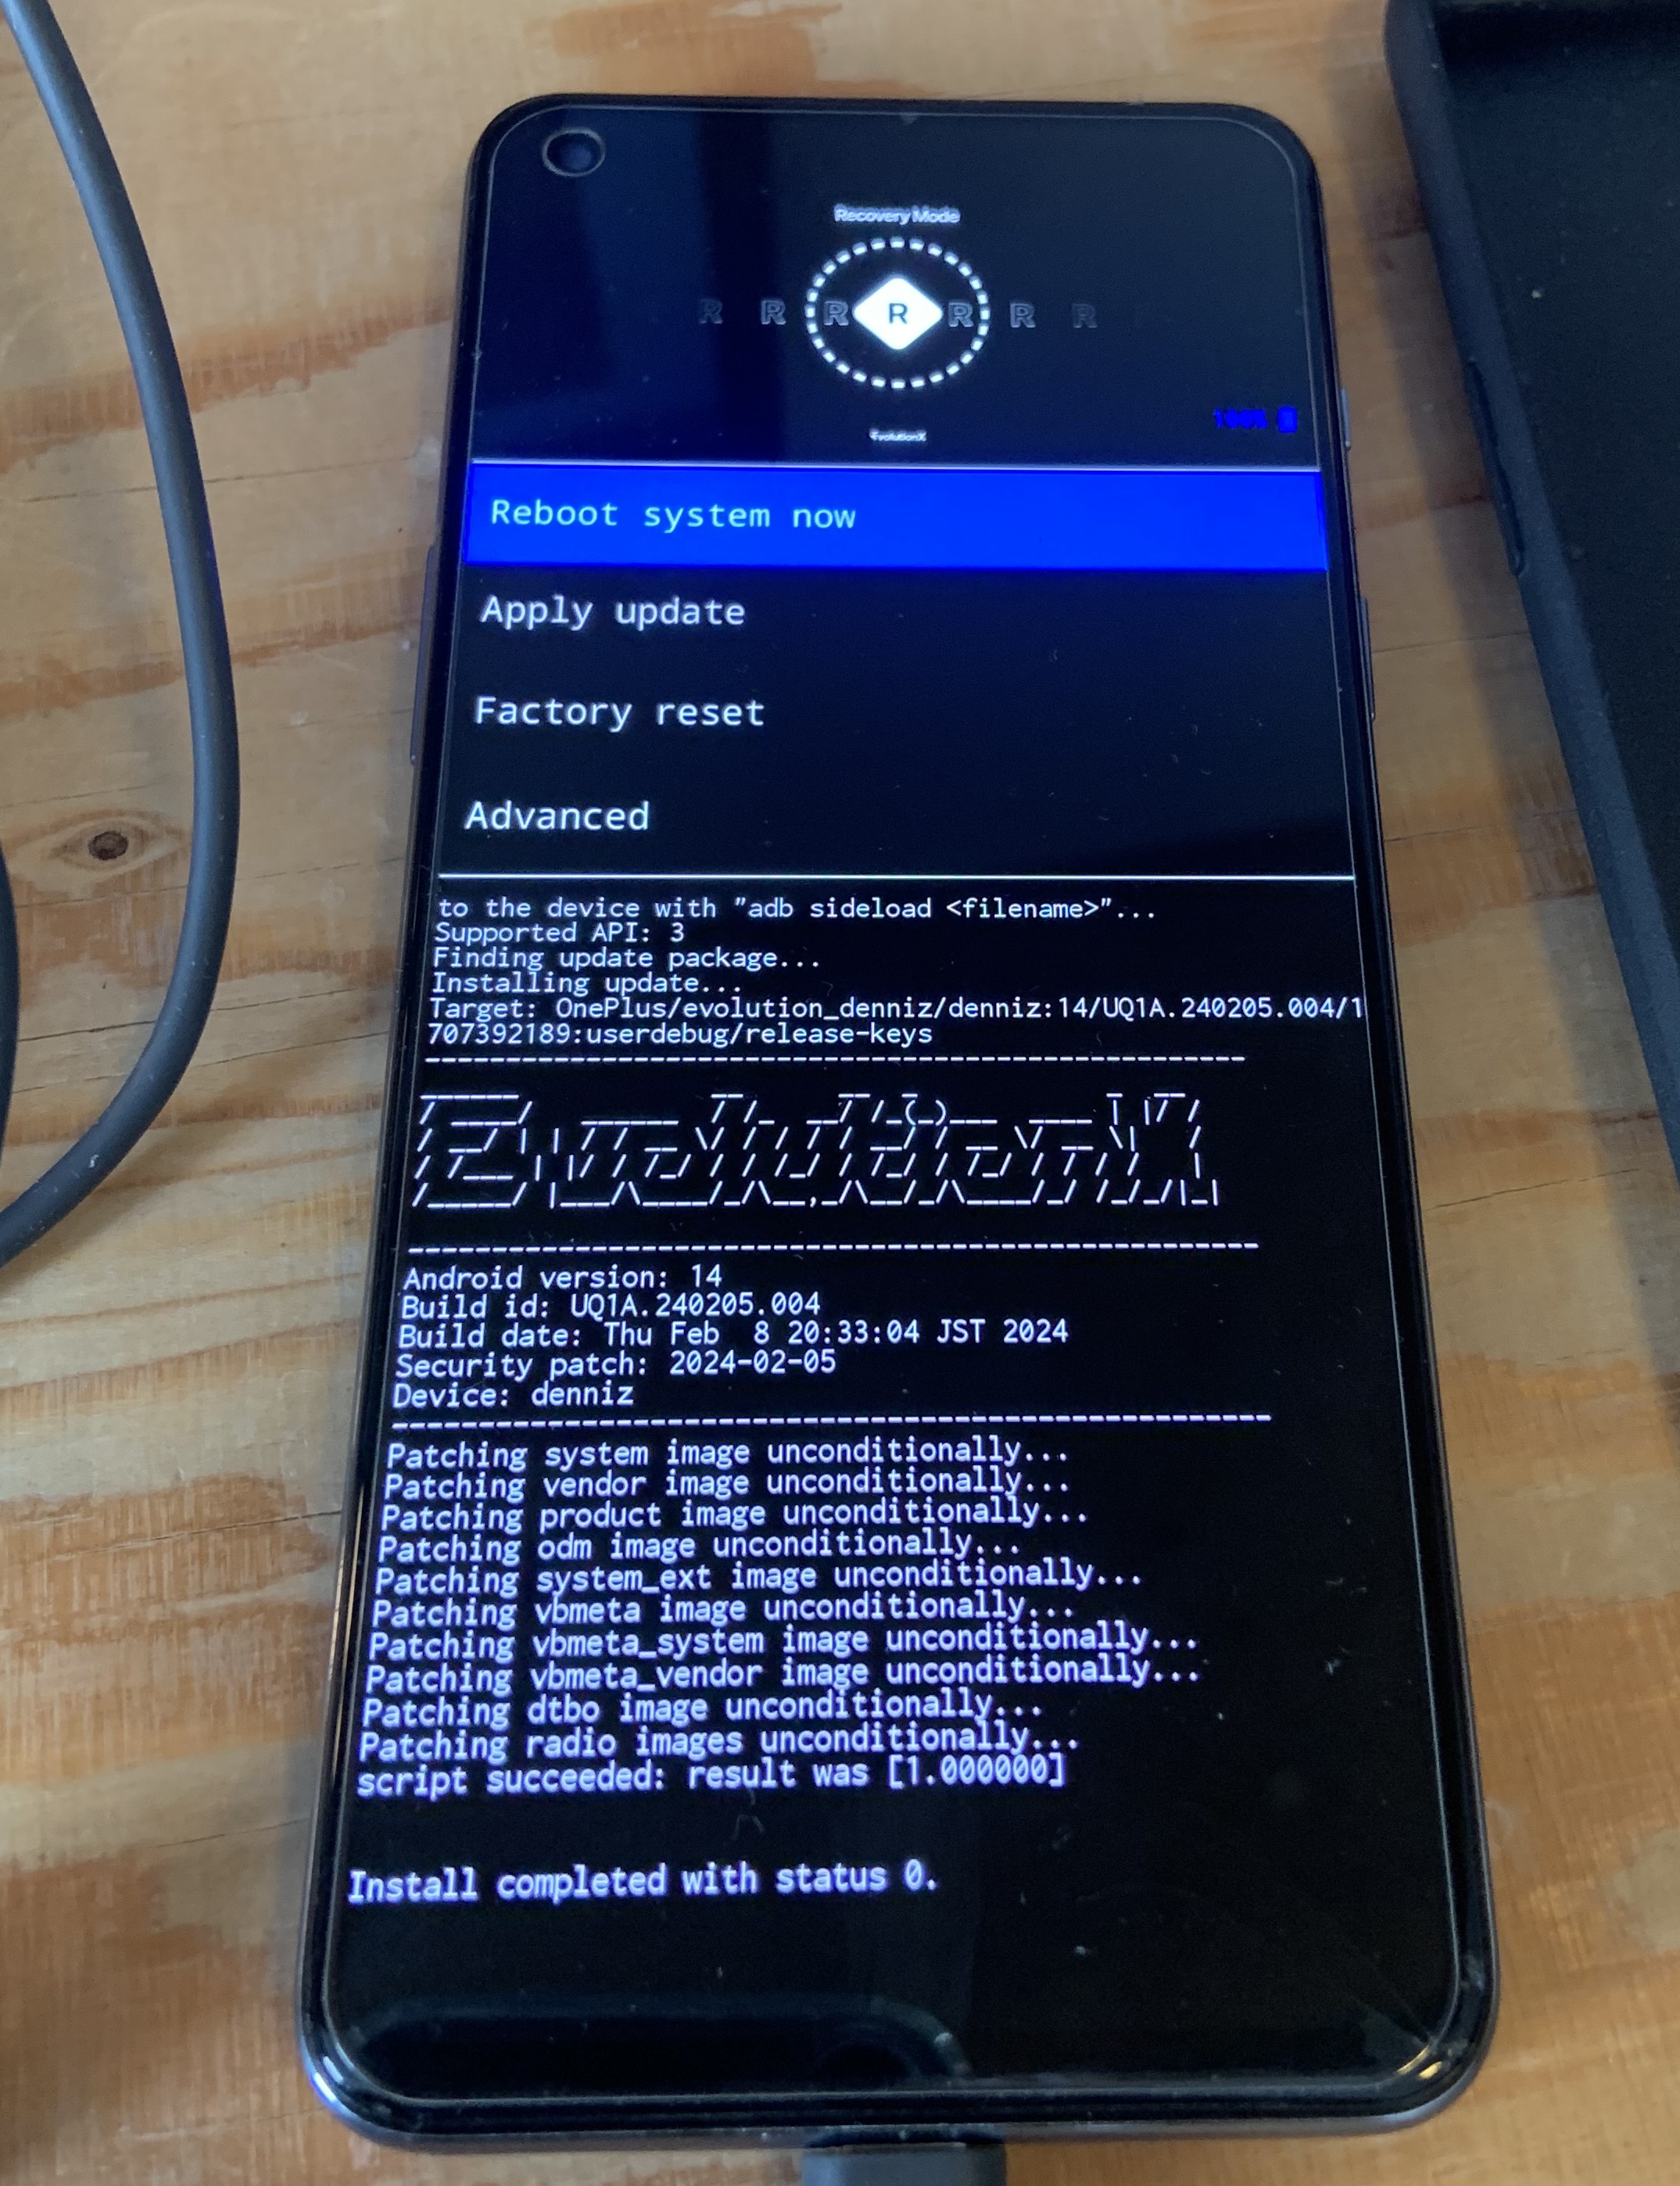 Recovery Mode
R R R R R R R
100%
EvolutionX
Reboot system now
Apply update
Factory reset
Advanced
to the device with "adb sideload <filename>"...
Supported API: 3
Finding update package...
Installing update...
Target: OnePlus/evolution_denniz/denniz:14/UQ1A.240205.004/1
707392189:userdebug/release-keys
Android version: 14
Build id: UQ1A.240205.004
Build date: Thu Feb  8 20:33:04 JST 2024
Security patch: 2024-02-05
Device: denniz
Patching system image unconditionally...
Patching vendor image unconditionally...
Patching product image unconditionally...
Patching odm image unconditionally...
Patching system_ext image unconditionally...
Patching vbmeta image unconditionally...
Patching vbmeta_system image unconditionally...
Patching vbmeta_vendor image unconditionally...
Patching dtbo image unconditionally...
Patching radio images unconditionally...
script succeeded: result was [1.000000]
Install completed with status 0.